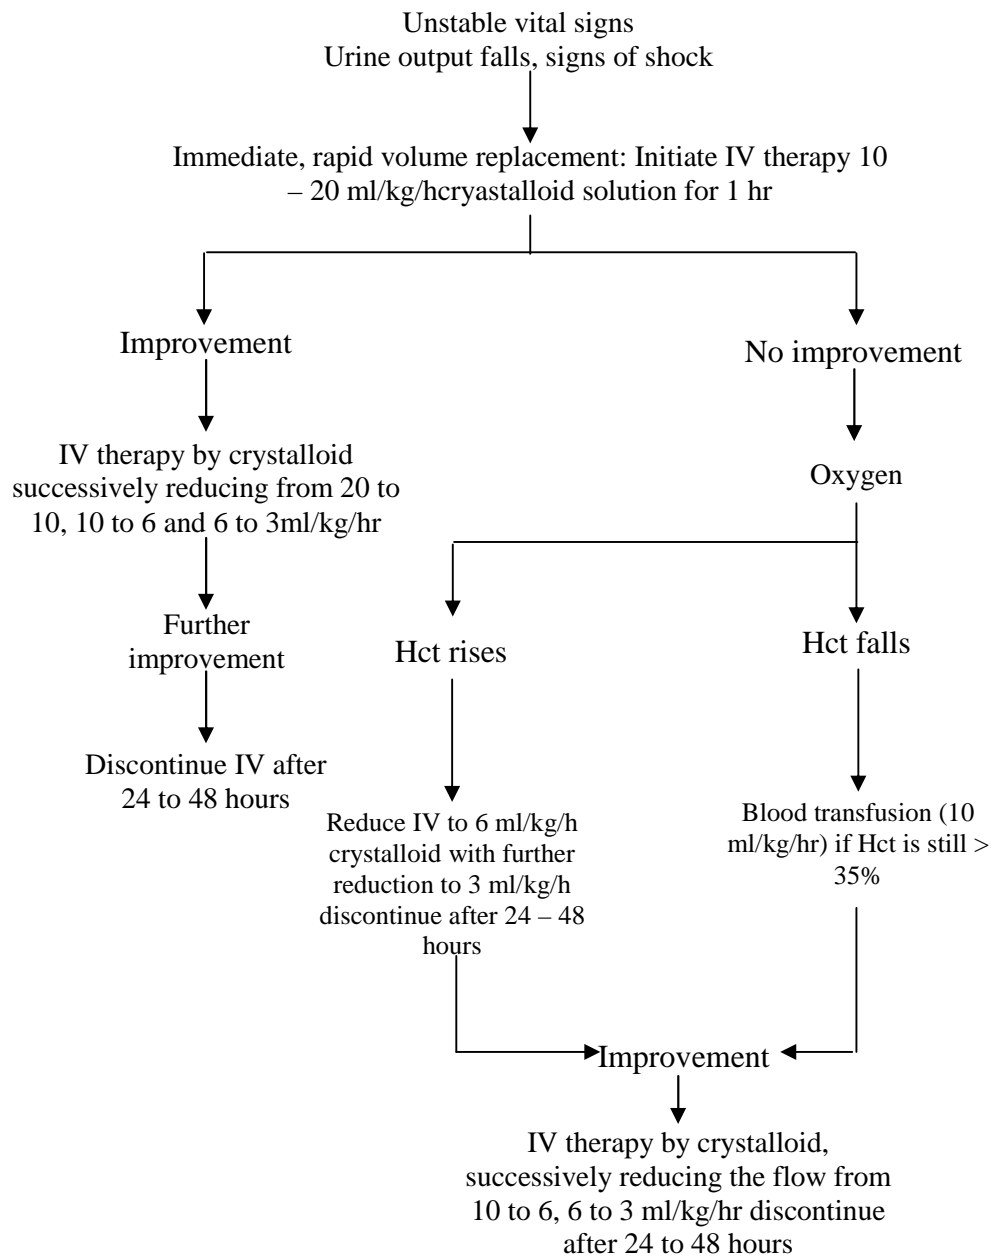 Unstable vital signs
Urine output falls, signs of shock
Immediate, rapid volume replacement: Initiate IV therapy 10
– 20 ml/kg/hcryastalloid solution for 1 hr
Improvement
No improvement
IV therapy by crystalloid
successively reducing from 20 to
10, 10 to 6 and 6 to 3ml/kg/hr
Oxygen
Further
improvement
Hct rises
Hct falls
Discontinue IV after
24 to 48 hours
Reduce IV to 6 ml/kg/h
crystalloid with further
reduction to 3 ml/kg/h
discontinue after 24 – 48
hours
Blood transfusion (10
ml/kg/hr) if Hct is still >
35%
Improvement
IV therapy by crystalloid,
successively reducing the flow from
10 to 6, 6 to 3 ml/kg/hr discontinue
after 24 to 48 hours